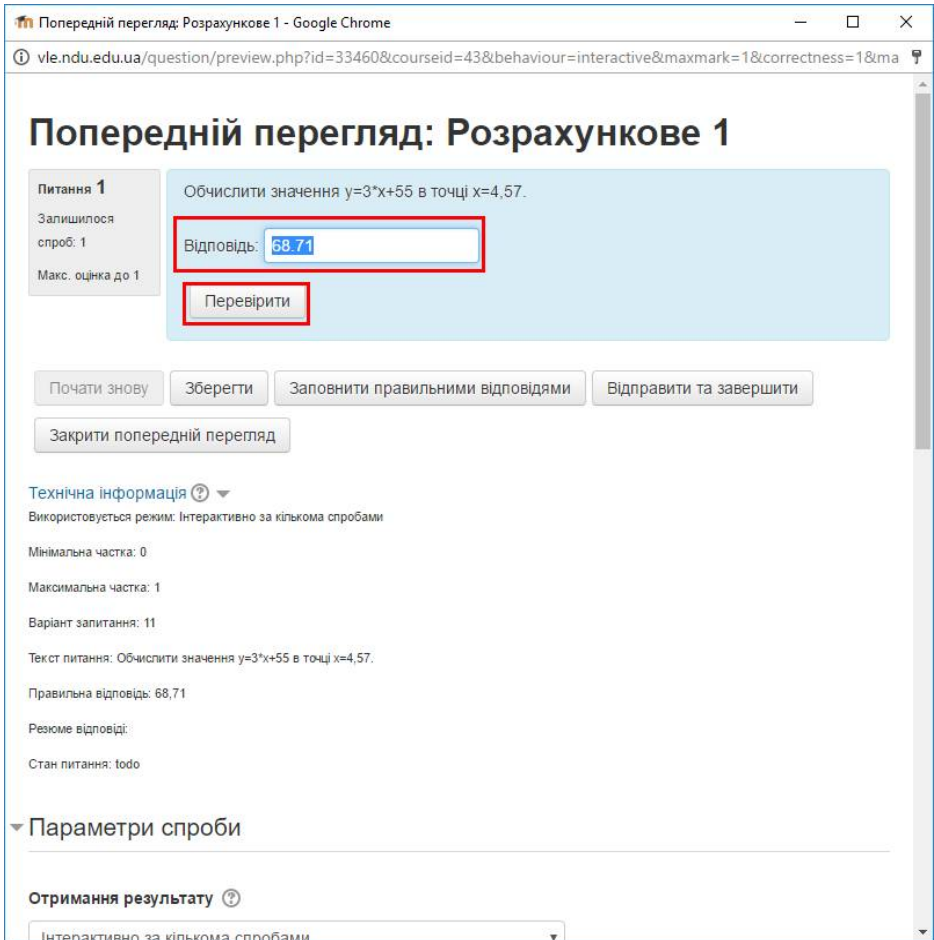 Попередній перегляд: Розрахункове 1 - Google Chrome
vle.ndu.edu.ua/question/preview.php?id=33460&courseid=43&behaviour=interactive&maxmark=1&correctness=1&ma
Попередній перегляд: Розрахункове 1
Питання 1
Залишилося
спроб: 1
Макс. оцінка до 1
Обчислити значення y=3*x+55 в точці x=4,57.
Відповідь: 68.71
Перевірити
Почати знову Зберегти Заповнити правильними відповідями Відправити та завершити
Закрити попередній перегляд
Технічна інформація
Використовується режим: Інтерактивно за кількома спробами
Мінімальна частка: 0
Максимальна частка: 1
Варіант запитання: 11
Текст питання: Обчислити значення y=3*x+55 в точці x=4,57.
Правильна відповідь: 68,71
Резюме відповіді:
Стан питання: todo
Параметри спроби
Отримання результату
Інтерактивно за кількома спробами